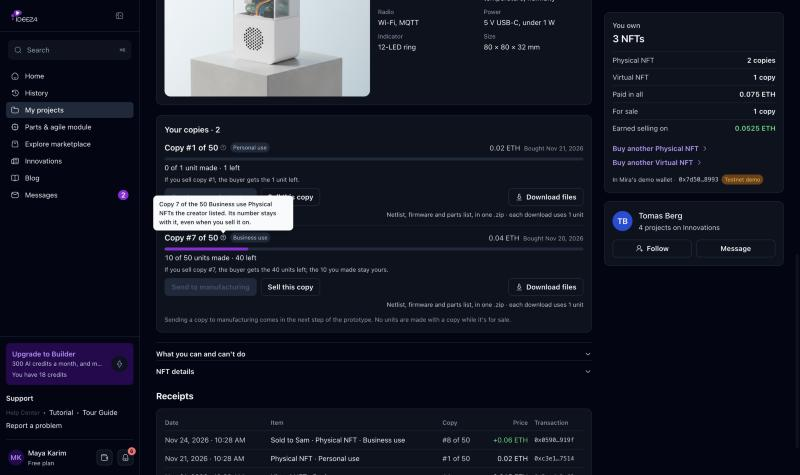 IDEEZA
Search
⌘K
Home
History
My projects
Parts & agile module
Explore marketplace
Innovations
Blog
Messages
2
Upgrade to Builder
300 AI credits a month, and m...
You have 18 credits
Support
Help Center • Tutorial • Tour Guide
Report a problem
MK
Maya Karim
Free plan
Radio
Wi-Fi, MQTT
Power
5 V USB-C, under 1 W
Indicator
12-LED ring
Size
80 × 80 × 32 mm
Your copies · 2
Copy #1 of 50
Personal use
0.02 ETH Bought Nov 21, 2026
0 of 1 unit made · 1 left
If you sell copy #1, the buyer gets the 1 unit left.
copy
Download files
Netlist, firmware and parts list, in one .zip · each download uses 1 unit
Copy 7 of the 50 Business use Physical
NFTs the creator listed. Its number stays
with it, even when you sell it on.
Copy #7 of 50
Business use
0.04 ETH Bought Nov 20, 2026
10 of 50 units made · 40 left
If you sell copy #7, the buyer gets the 40 units left; the 10 you made stay yours.
Send to manufacturing
Sell this copy
Download files
Netlist, firmware and parts list, in one .zip · each download uses 1 unit
Sending a copy to manufacturing comes in the next step of the prototype. No units are made with a copy while it's for sale.
What you can and can't do
NFT details
Receipts
Date Item Copy Price Transaction
Nov 24, 2026 · 10:28 AM Sold to Sam · Physical NFT · Business use #8 of 50 +0.06 ETH 0x0590…919f
Nov 21, 2026 · 10:28 AM Physical NFT · Personal use #1 of 50 0.02 ETH 0xc3e1…7514
You own
3 NFTs
Physical NFT 2 copies
Virtual NFT 1 copy
Paid in all 0.075 ETH
For sale 1 copy
Earned selling on 0.0525 ETH
Buy another Physical NFT
Buy another Virtual NFT
In Mira's demo wallet · 0x7d50…8993 Testnet demo
TB
Tomas Berg
4 projects on Innovations
Follow
Message